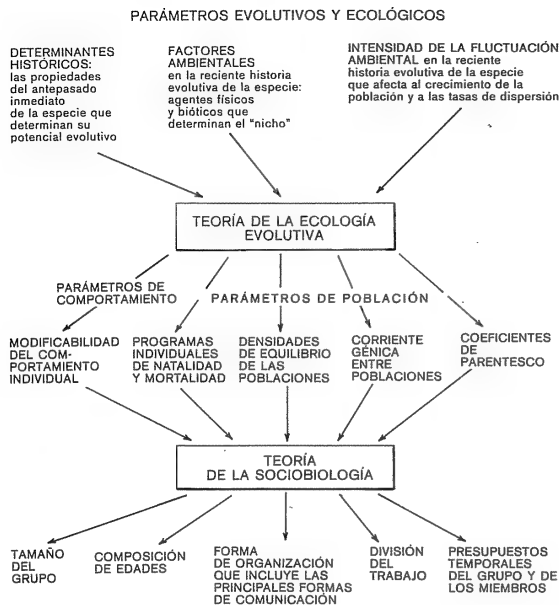 PARÁMETROS EVOLUTIVOS Y ECOLÓGICOS
DETERMINANTES
HISTÓRICOS:
las propiedades
del antepasado
inmediato
de la especie que
determinan su
potencial evolutivo
FACTORES
AMBIENTALES
en la reciente historia
evolutiva de la especie:
agentes físicos
y bióticos que
determinan el "nicho"
INTENSIDAD DE LA FLUCTUACIÓN
AMBIENTAL en la reciente
historia evolutiva de la especie
que afecta al crecimiento de la
población y a las tasas de dispersión
TEORÍA DE LA ECOLOGÍA
EVOLUTIVA
PARÁMETROS DE
COMPORTAMIENTO
PARÁMETROS DE POBLACIÓN
MODIFICABILIDAD
DEL COM-
PORTAMIENTO
INDIVIDUAL
PROGRAMAS
INDIVIDUALES
DE NATALIDAD
Y MORTALIDAD
DENSIDADES
DE EQUILIBRIO
DE LAS
POBLACIONES
CORRIENTE
GÉNICA
ENTRE
POBLACIONES
COEFICIENTES
DE
PARENTESCO
TEORÍA
DE LA SOCIOBIOLOGÍA
TAMAÑO
DEL
GRUPO
COMPOSICIÓN
DE EDADES
FORMA
DE ORGANIZACIÓN
QUE INCLUYE LAS
PRINCIPALES FORMAS
DE COMUNICACIÓN
DIVISIÓN
DEL
TRABAJO
PRESUPUESTOS
TEMPORALES
DEL GRUPO Y DE
LOS MIEMBROS